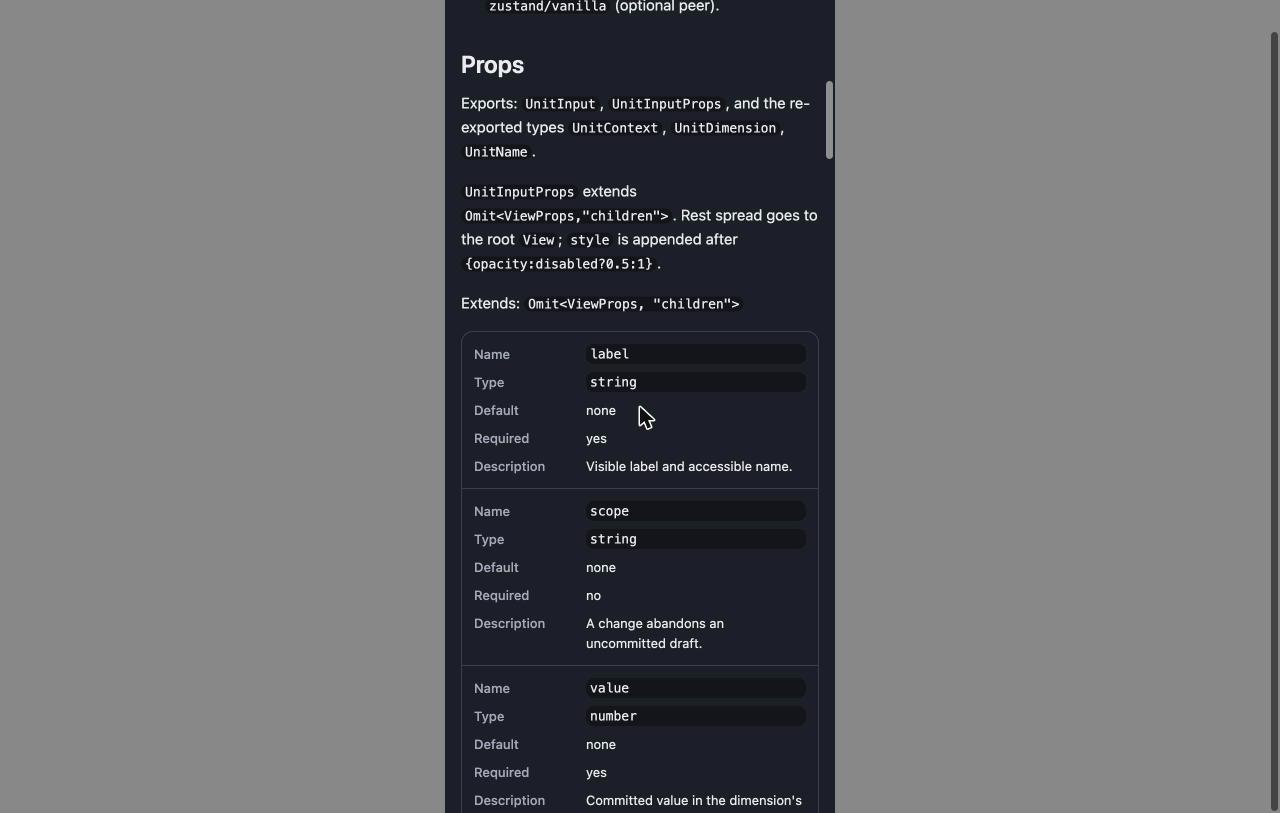 zustand/vanilla (optional peer).
Props
Exports: UnitInput, UnitInputProps, and the re-
exported types UnitContext, UnitDimension,
UnitName.
UnitInputProps extends
Omit<ViewProps,"children">. Rest spread goes to
the root View; style is appended after
{opacity:disabled?0.5:1}.
Extends: Omit<ViewProps, "children">
Name label
Type string
Default none
Required yes
Description Visible label and accessible name.
Name scope
Type string
Default none
Required no
Description A change abandons an
uncommitted draft.
Name value
Type number
Default none
Required yes
Description Committed value in the dimension's